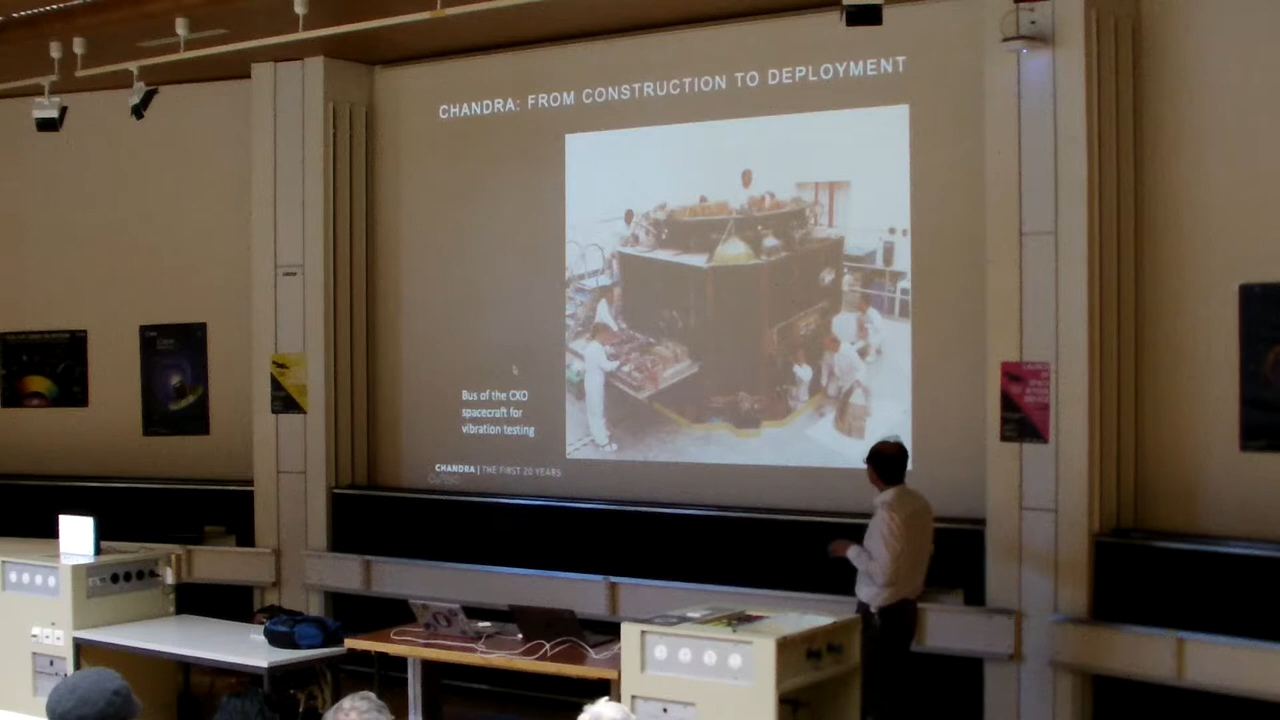 CHANDRA: FROM CONSTRUCTION TO DEPLOYMENT
Bus of the CXO
spacecraft for
vibration testing
CHANDRA | THE FIRST 20 YEARS